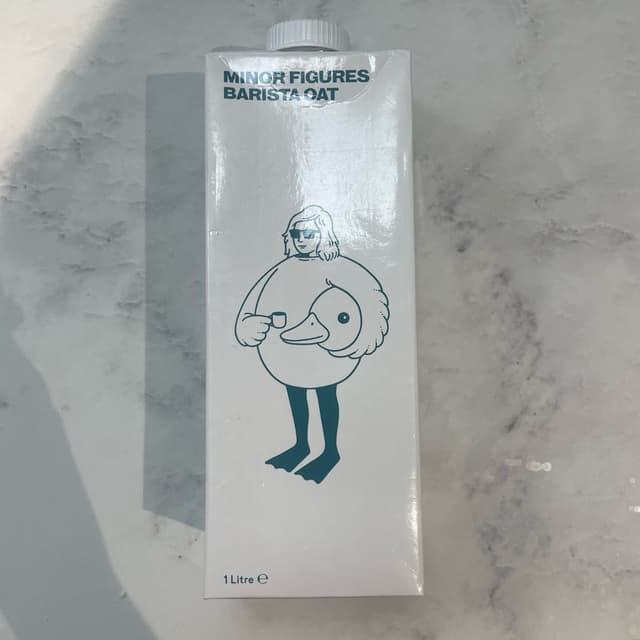 MINOR FIGURES
BARISTA OAT
1 Litre ℮